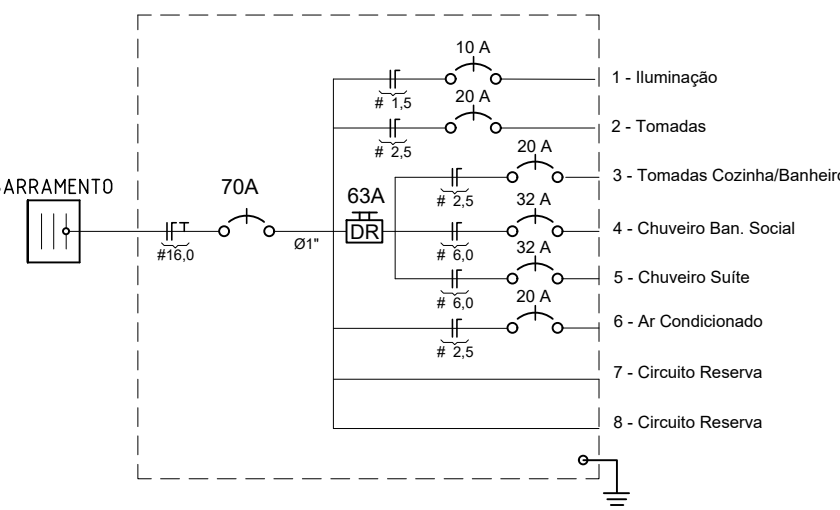 10 A
1 - Iluminação
# 1,5
20 A
2 - Tomadas
# 2,5
20 A
3 - Tomadas Cozinha/Banheiro
ARRAMENTO
70A
63A
# 2,5
32 A
DR
4 - Chuveiro Ban. Social
#16,0
Ø1"
# 6,0
32 A
5 - Chuveiro Suíte
# 6,0
20 A
6 - Ar Condicionado
# 2,5
7 - Circuito Reserva
8 - Circuito Reserva